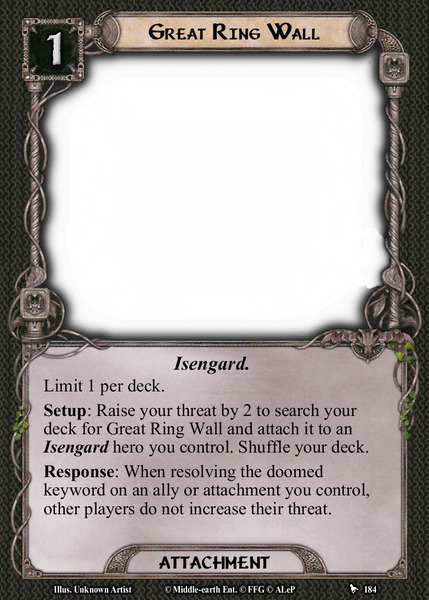 1
Great Ring Wall
Isengard.
Limit 1 per deck.
Setup: Raise your threat by 2 to search your
deck for Great Ring Wall and attach it to an
Isengard hero you control. Shuffle your deck.
Response: When resolving the doomed
keyword on an ally or attachment you control,
other players do not increase their threat.
ATTACHMENT
Illus. Unknown Artist © Middle-earth Ent. © FFG © ALeP 184